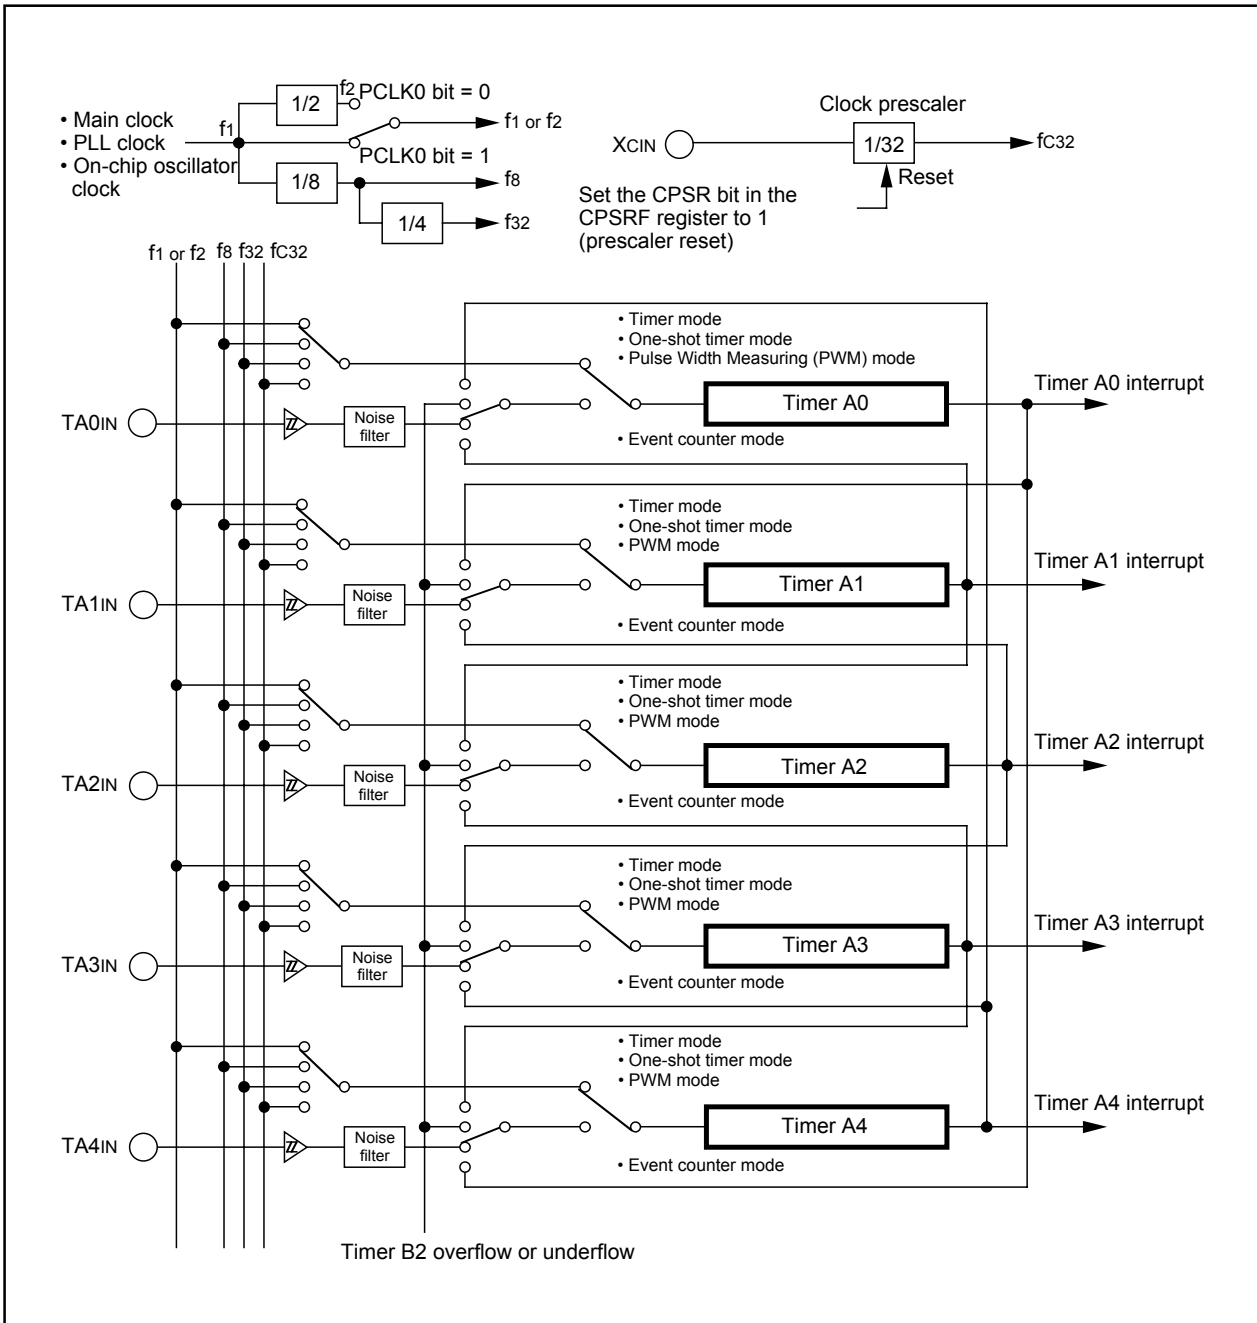 f2 PCLK0 bit = 0
1/2
Clock prescaler
• Main clock
• PLL clock
• On-chip oscillator
clock
f1
f1 or f2
XCIN
1/32
fC32
PCLK0 bit = 1
1/8
f8
Reset
1/4
f32
Set the CPSR bit in the
CPSRF register to 1
(prescaler reset)
f1 or f2 f8 f32 fC32
• Timer mode
• One-shot timer mode
• Pulse Width Measuring (PWM) mode
Timer A0 interrupt
TA0IN
Noise
filter
Timer A0
• Event counter mode
• Timer mode
• One-shot timer mode
• PWM mode
Timer A1 interrupt
TA1IN
Noise
filter
Timer A1
• Event counter mode
• Timer mode
• One-shot timer mode
• PWM mode
Timer A2 interrupt
TA2IN
Noise
filter
Timer A2
• Event counter mode
• Timer mode
• One-shot timer mode
• PWM mode
Timer A3 interrupt
TA3IN
Noise
filter
Timer A3
• Event counter mode
• Timer mode
• One-shot timer mode
• PWM mode
Timer A4 interrupt
TA4IN
Noise
filter
Timer A4
• Event counter mode
Timer B2 overflow or underflow